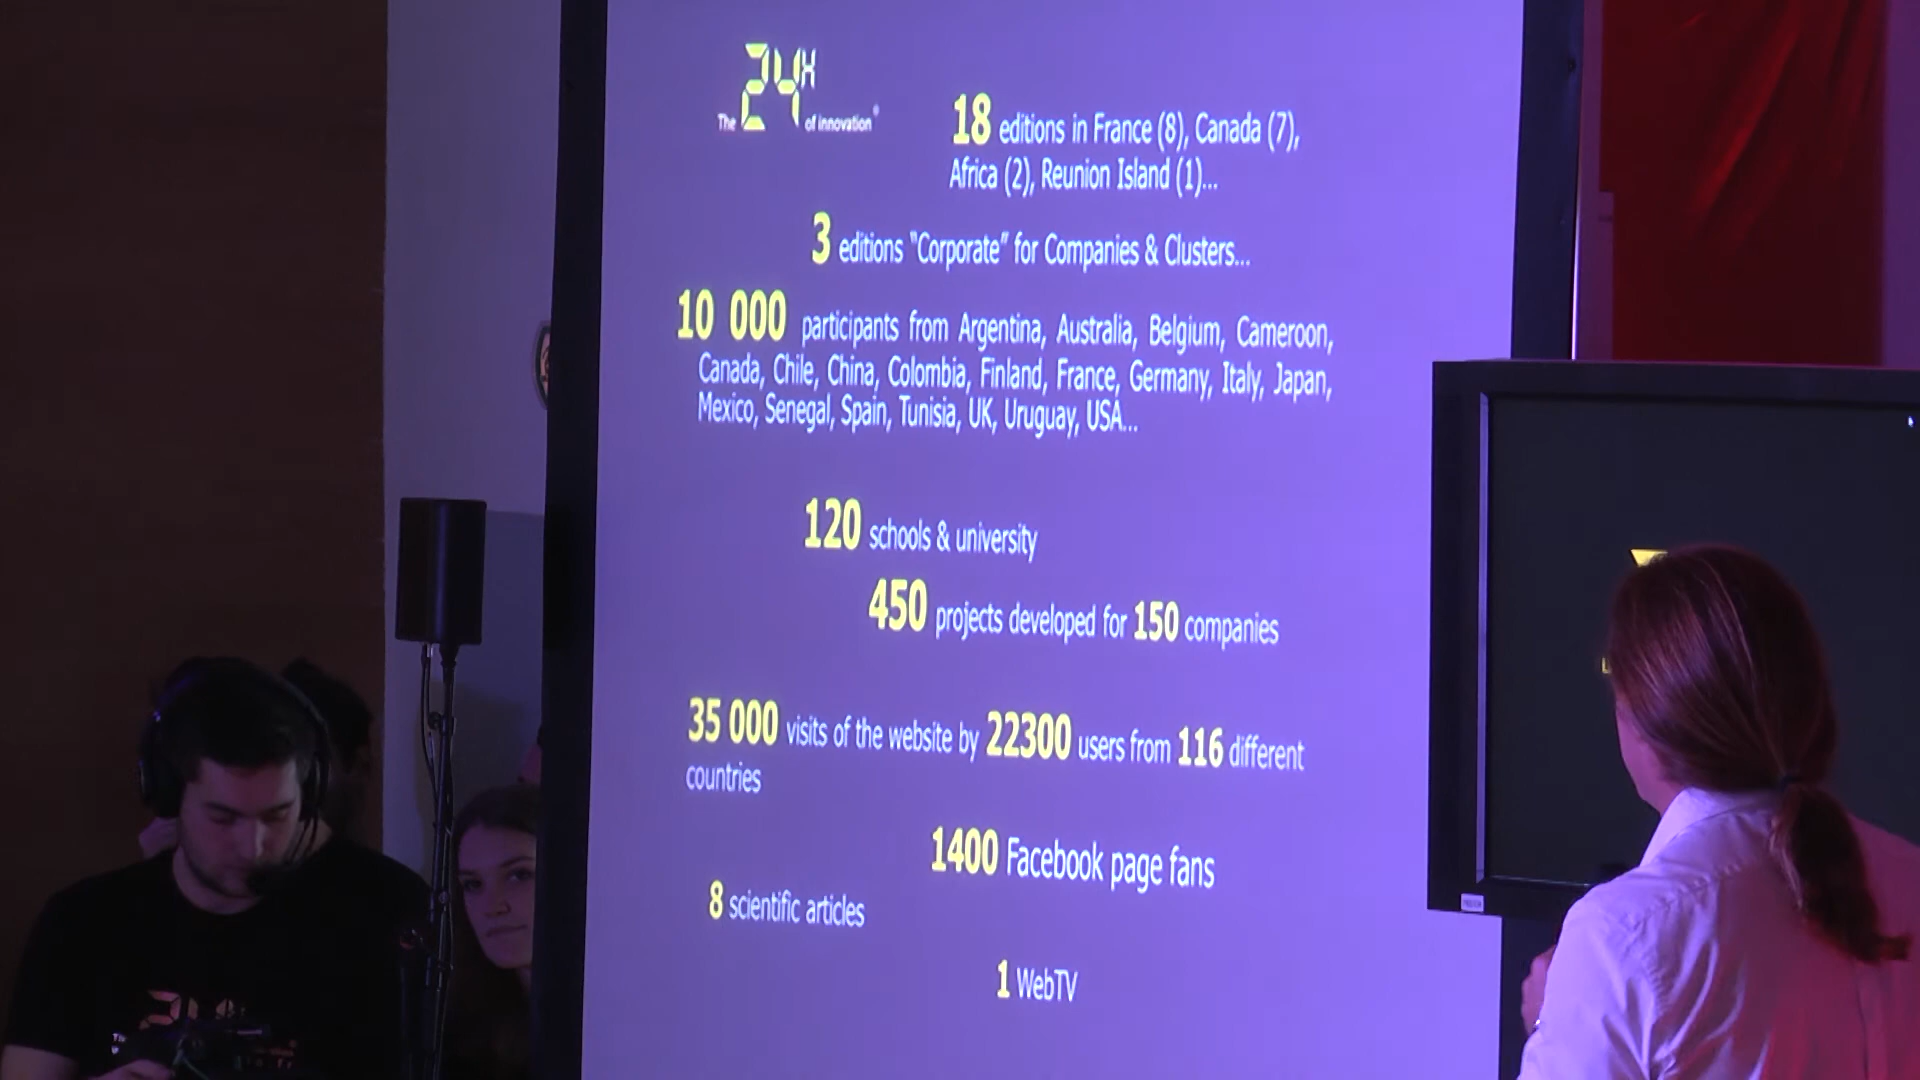 The 24H of innovation®
18 editions in France (8), Canada (7),
Africa (2), Reunion Island (1)...
3 editions "Corporate" for Companies & Clusters...
10 000 participants from Argentina, Australia, Belgium, Cameroon,
Canada, Chile, China, Colombia, Finland, France, Germany, Italy, Japan,
Mexico, Senegal, Spain, Tunisia, UK, Uruguay, USA...
120 schools & university
450 projects developed for 150 companies
35 000 visits of the website by 22300 users from 116 different
countries
1400 Facebook page fans
8 scientific articles
1 WebTV